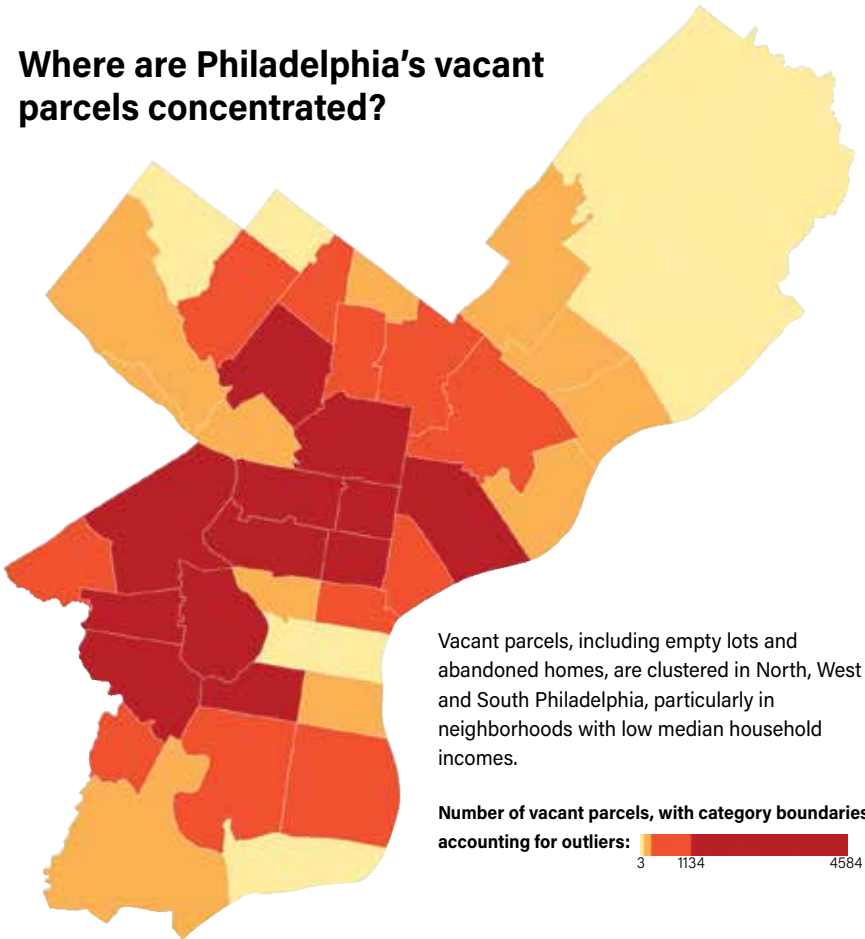 Where are Philadelphia's vacant
parcels concentrated?
Vacant parcels, including empty lots and
abandoned homes, are clustered in North, West
and South Philadelphia, particularly in
neighborhoods with low median household
incomes.
Number of vacant parcels, with category boundaries
accounting for outliers:
3 1134 4584